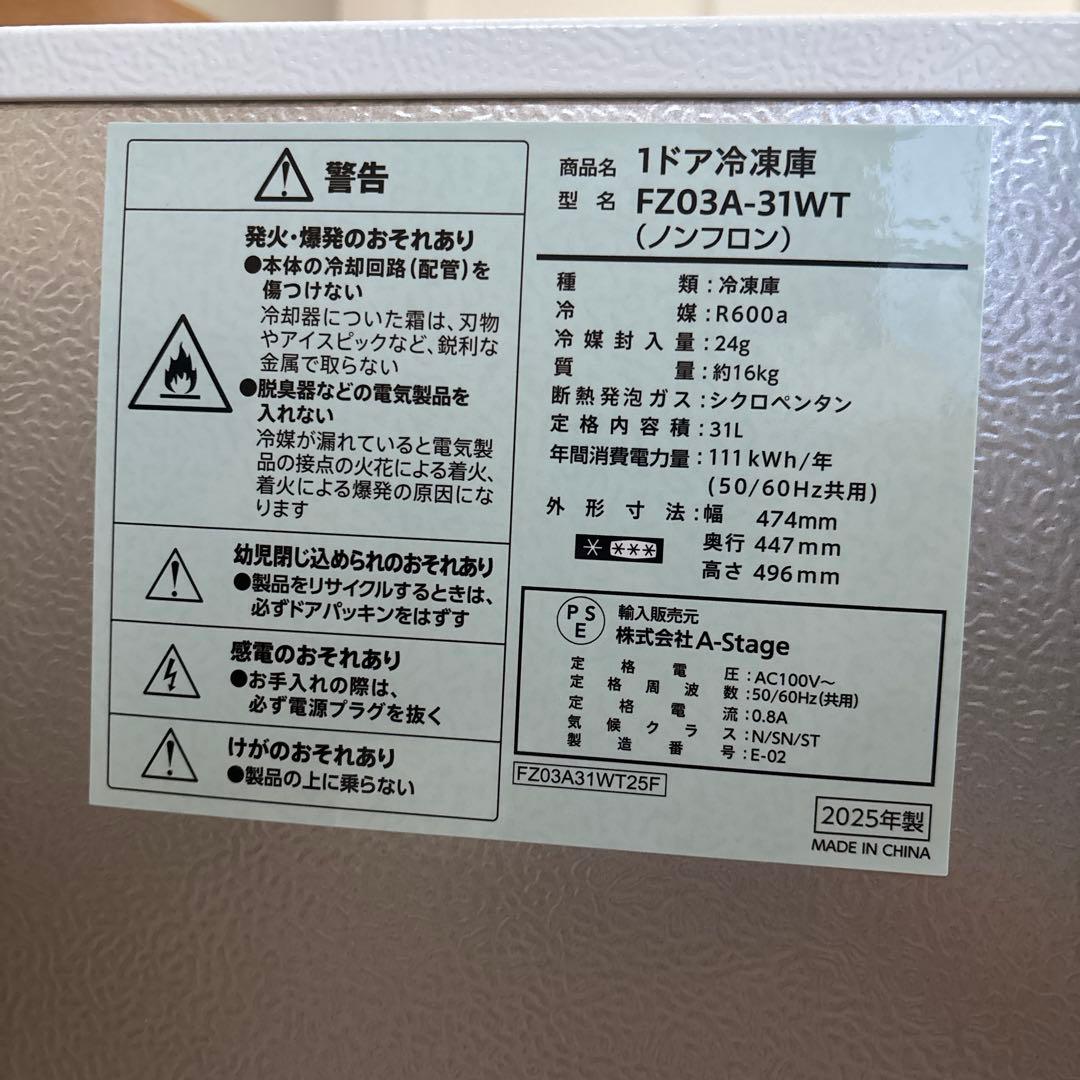 警告
発火・爆発のおそれあり
●本体の冷却回路(配管)を
傷つけない
冷却器についた霜は、刃物
やアイスピックなど、鋭利な
金属で取らない
●脱臭器などの電気製品を
入れない
冷媒が漏れていると電気製
品の接点の火花による着火、
着火による爆発の原因にな
ります
幼児閉じ込められのおそれあり
●製品をリサイクルするときは、
必ずドアパッキンをはずす
感電のおそれあり
●お手入れの際は、
必ず電源プラグを抜く
けがのおそれあり
●製品の上に乗らない
商品名 1ドア冷凍庫
型名 FZ03A-31WT
(ノンフロン)
種類:冷凍庫
冷媒:R600a
冷媒封入量:24g
質量:約16kg
断熱発泡ガス:シクロペンタン
定格内容積:31L
年間消費電力量:111kWh/年
(50/60Hz共用)
外形寸法:幅 474mm
奥行 447mm
高さ 496mm
PSE
輸入販売元
株式会社A-Stage
定格電圧:AC100V～
定格周波数:50/60Hz(共用)
定格電流:0.8A
気候クラス:N/SN/ST
製造番号:E-02
FZ03A31WT25F
2025年製
MADE IN CHINA